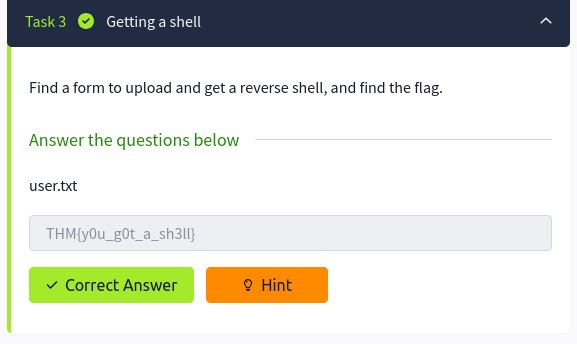 Task 3 Getting a shell
Find a form to upload and get a reverse shell, and find the flag.
Answer the questions below
user.txt
THM{y0u_g0t_a_sh3ll}
Correct Answer Hint